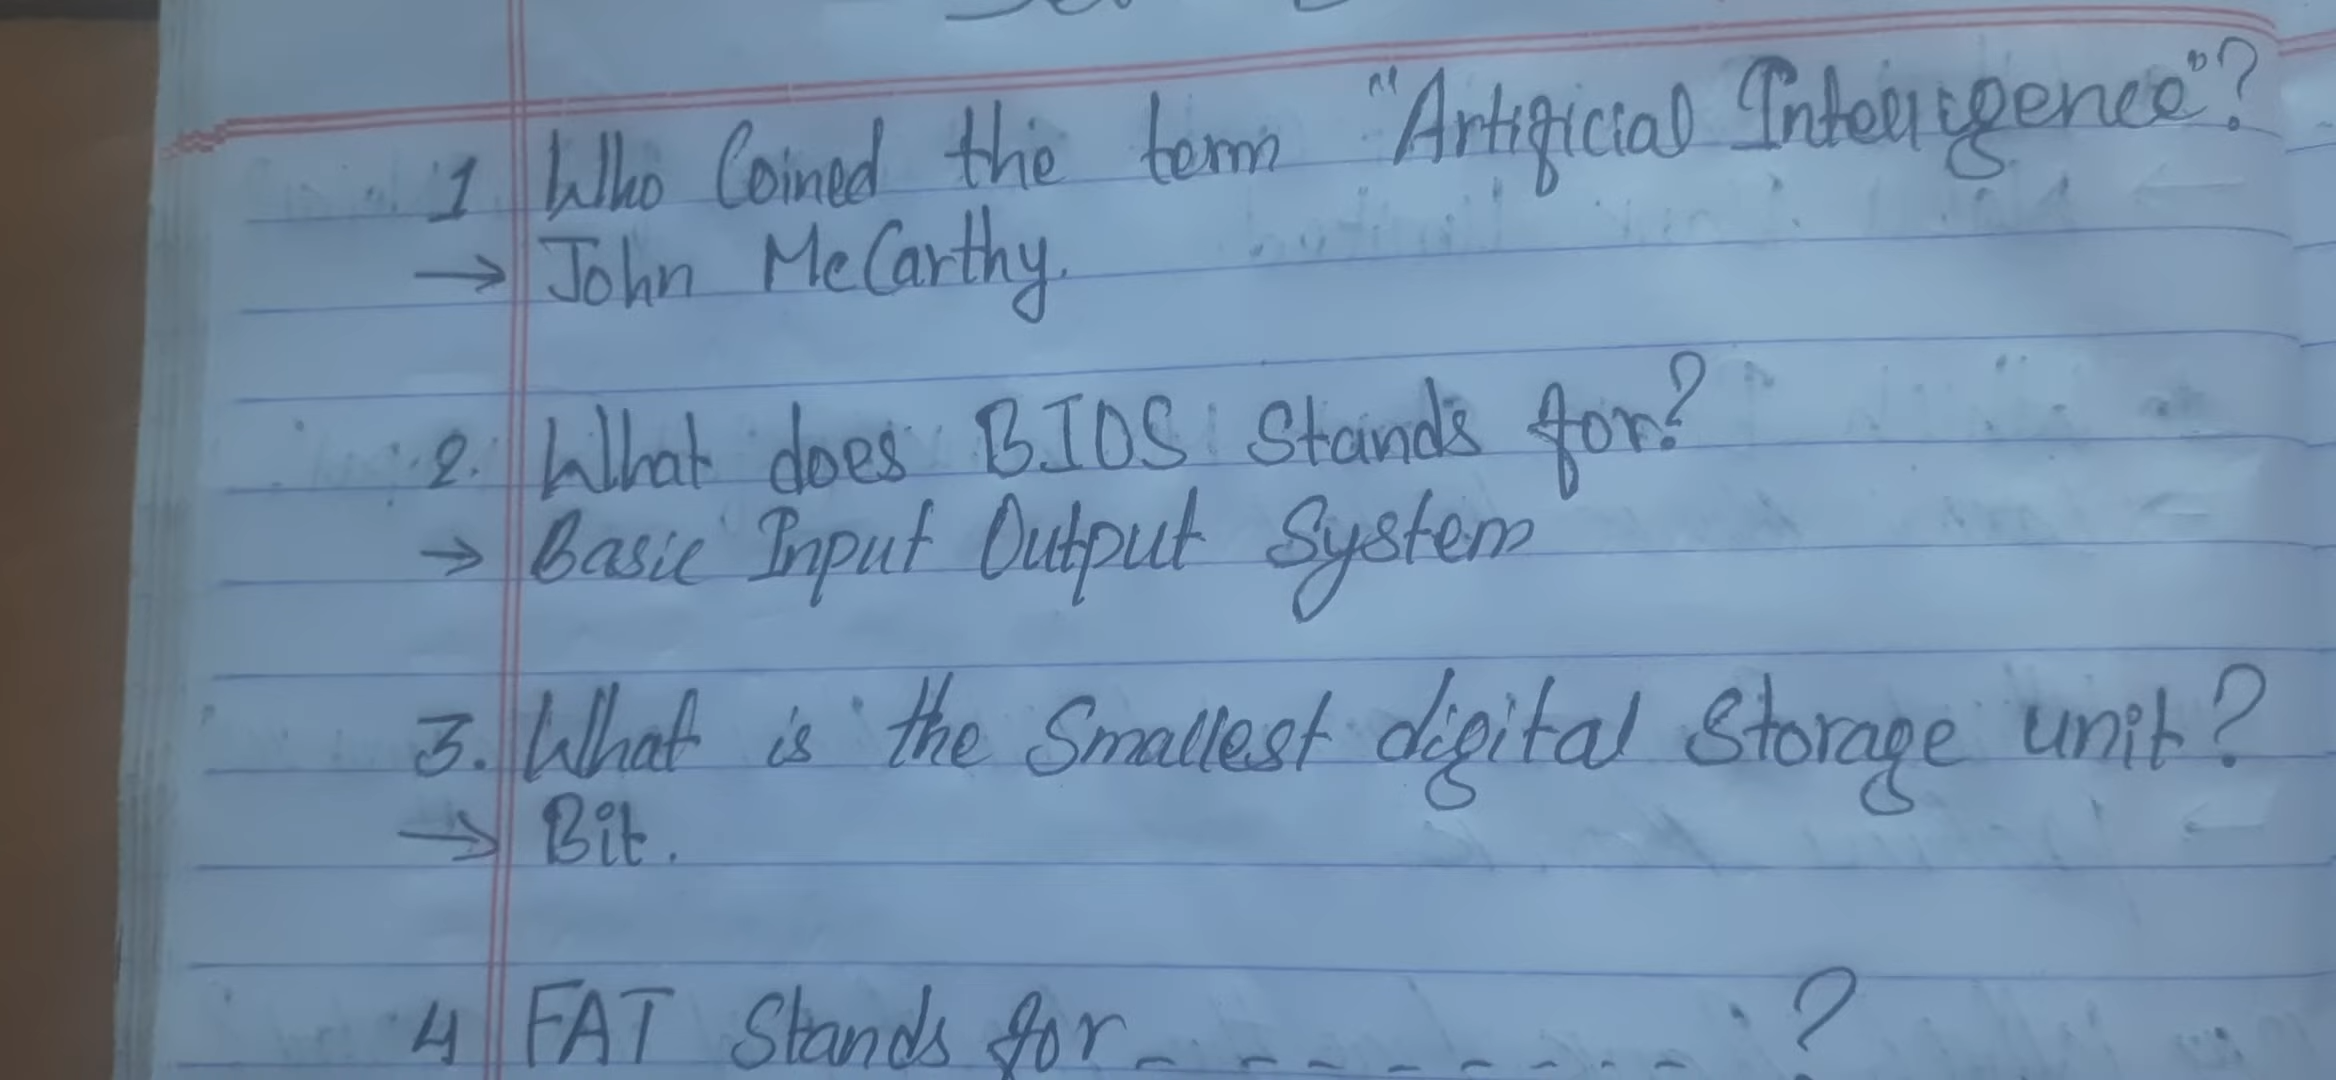 1 Who Coined the term "Artificial Intelligence"?
→ John McCarthy.
2. What does BIOS Stands for?
→ Basic Input Output System
3. What is the Smallest digital Storage unit?
→ Bit.
4 FAT Stands for - - - - - - - - - ?